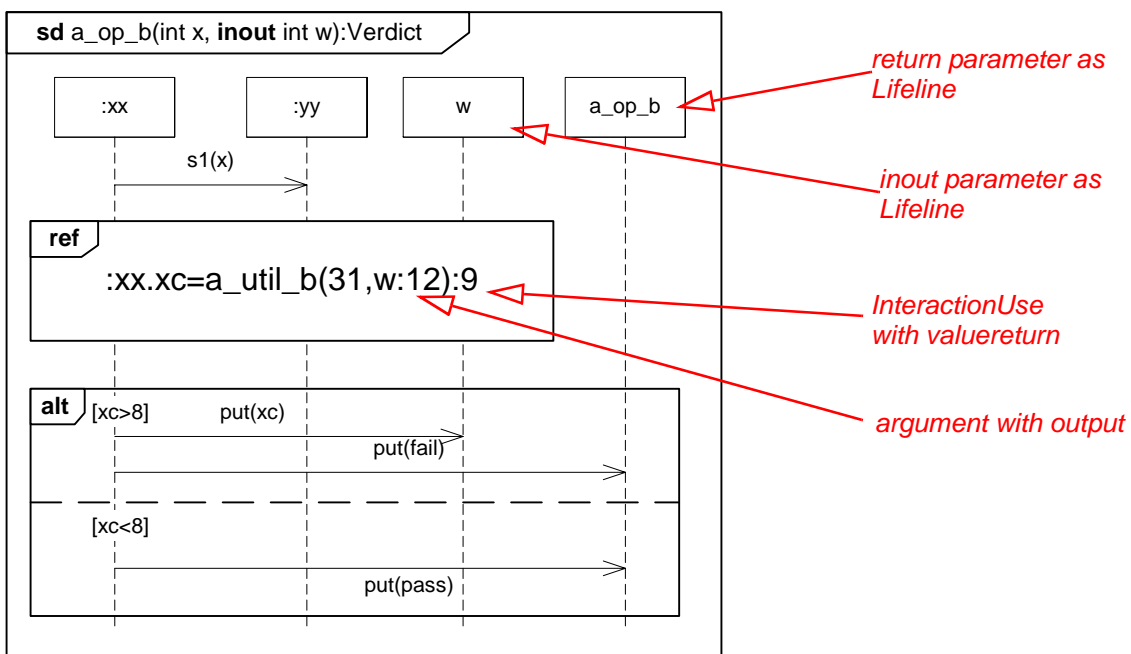 sd a_op_b(int x, inout int w):Verdict
return parameter as
Lifeline
:xx
:yy
w
a_op_b
s1(x)
inout parameter as
Lifeline
ref
:xx.xc=a_util_b(31,w:12):9
InteractionUse
with valuereturn
alt
[xc>8]
put(xc)
argument with output
put(fail)
[xc<8]
put(pass)